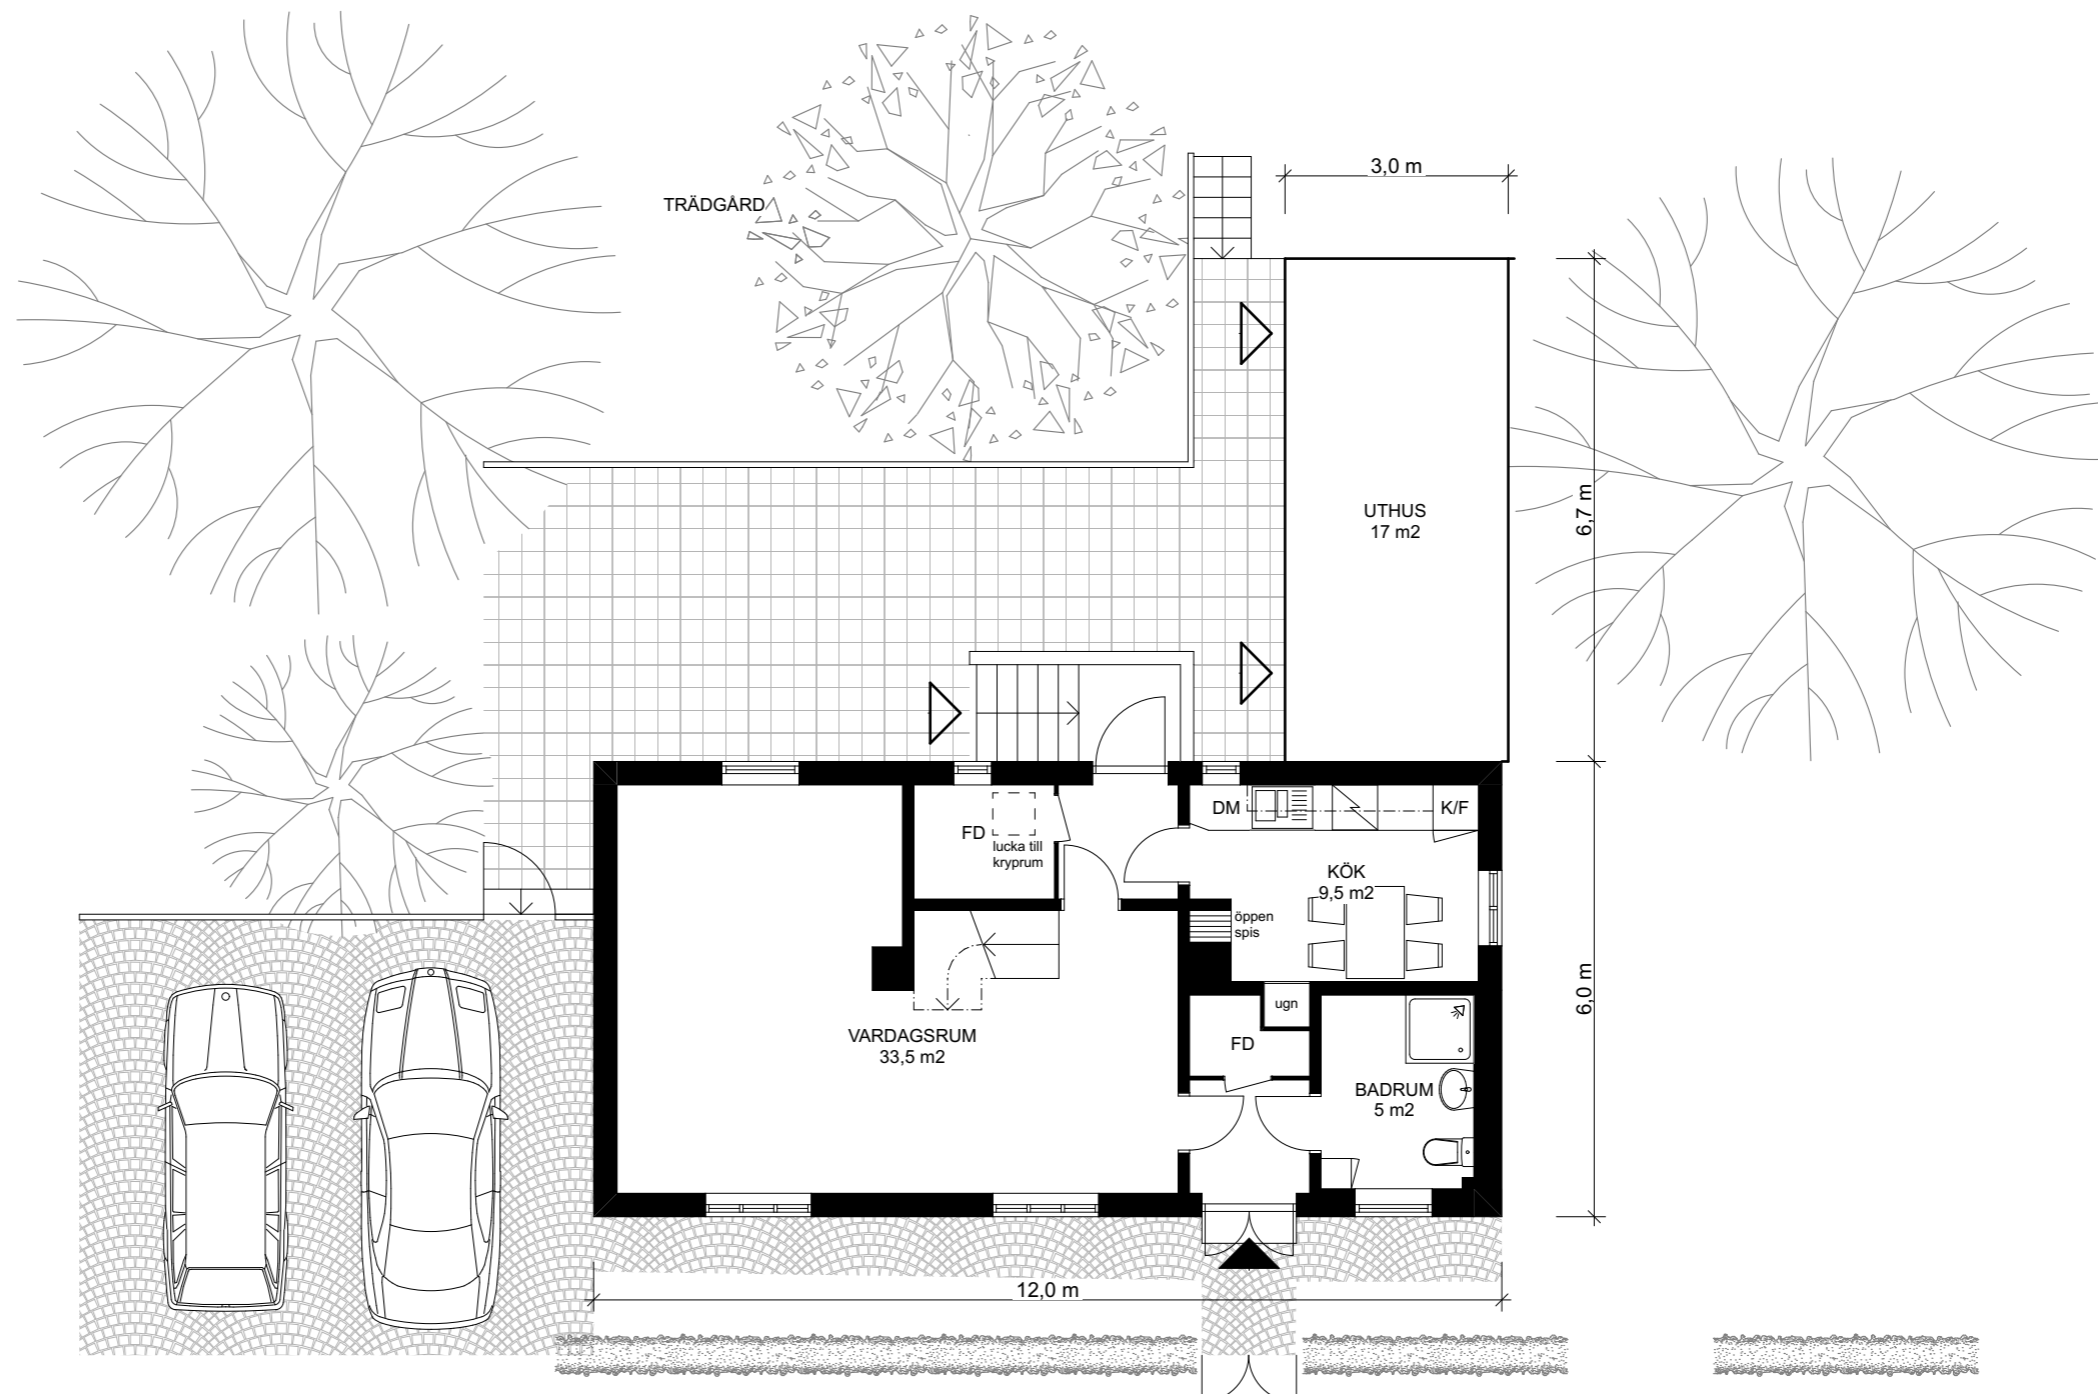 3,0 m
TRÄDGÅRD
UTHUS
17 m2
6,7 m
DM
K/F
FD
lucka till
kryprum
KÖK
9,5 m2
öppen
spis
6,0 m
ugn
VARDAGSRUM
33,5 m2
FD
BADRUM
5 m2
12,0 m